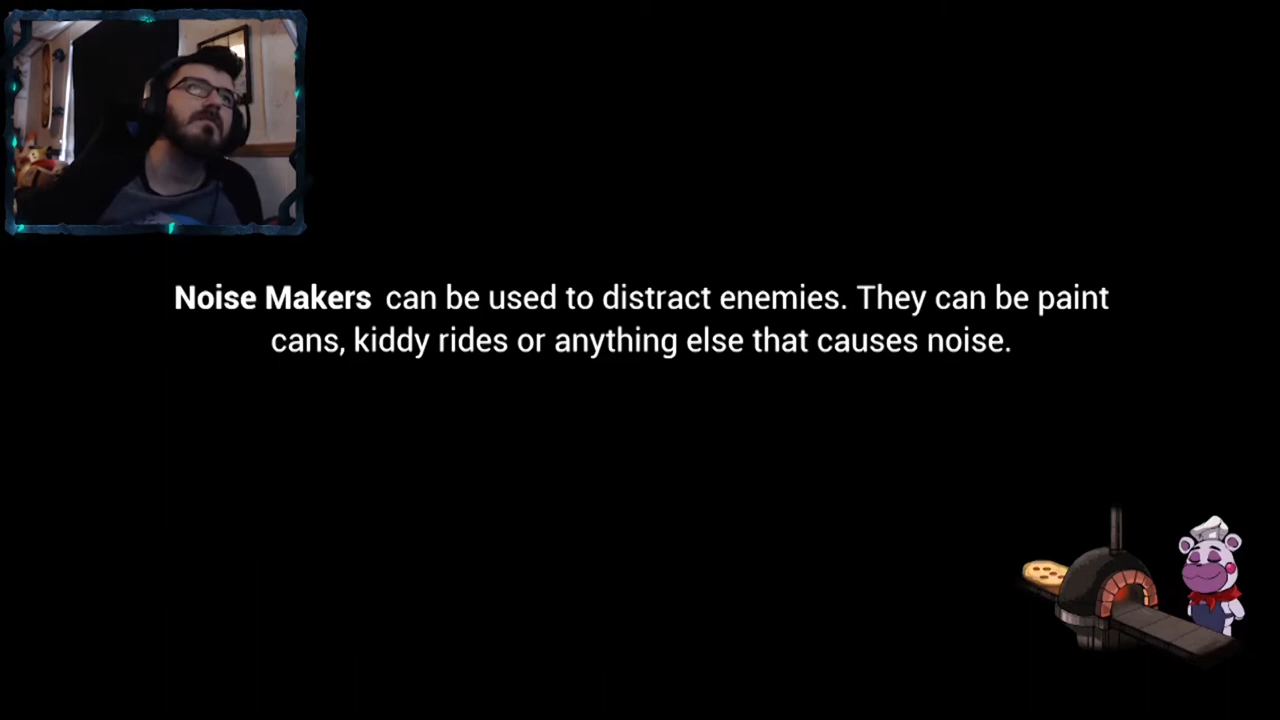 Noise Makers can be used to distract enemies. They can be paint
cans, kiddy rides or anything else that causes noise.